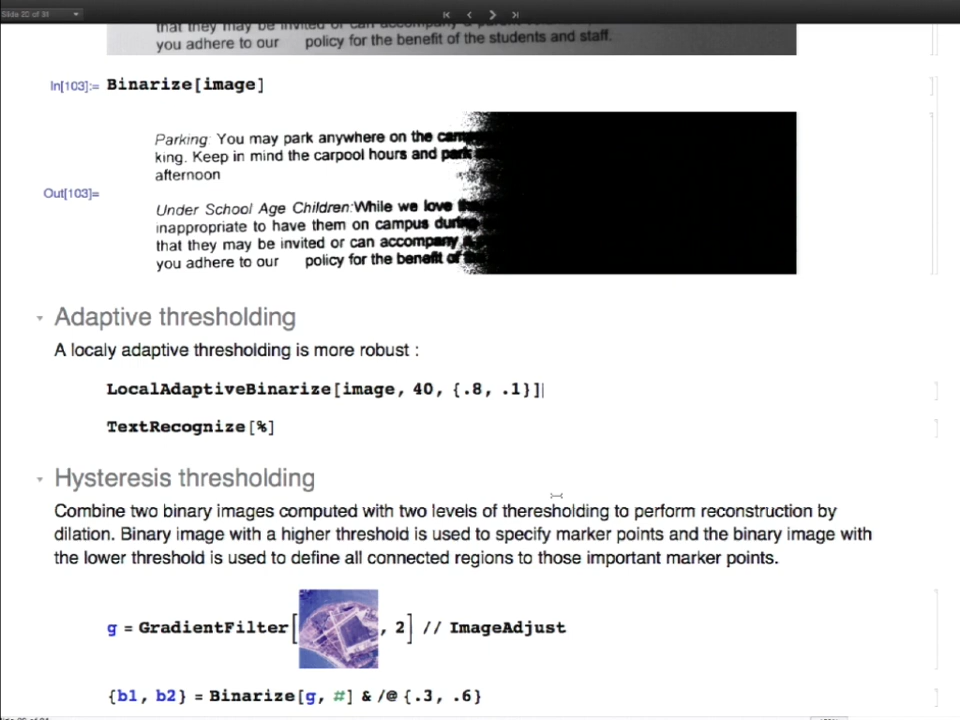 Slide 20 of 31
that they may be invited or can accompany a parent
you adhere to our policy for the benefit of the students and staff.
In[103]:= Binarize[image]
Parking: You may park anywhere on the
king. Keep in mind the carpool hours and park
afternoon
Out[103]=
Under School Age Children:While we love
inappropriate to have them on campus
that they may be invited or can accompany
you adhere to our policy for the benefit of
Adaptive thresholding
A localy adaptive thresholding is more robust :
LocalAdaptiveBinarize[image, 40, {.8, .1}]
TextRecognize[%]
Hysteresis thresholding
Combine two binary images computed with two levels of theresholding to perform reconstruction by
dilation. Binary image with a higher threshold is used to specify marker points and the binary image with
the lower threshold is used to define all connected regions to those important marker points.
g = GradientFilter[ , 2] // ImageAdjust
{b1, b2} = Binarize[g, #] & /@ {.3, .6}